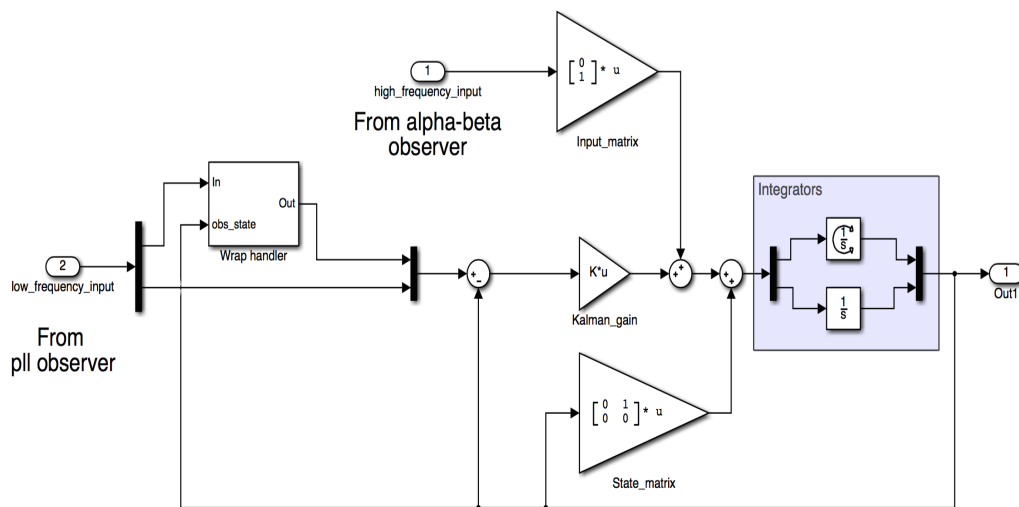 [0 1]* u
1
high_frequency_input
From alpha-beta
observer
Input_matrix
In
Out
obs_state
Wrap handler
2
low_frequency_input
From
pll observer
+
-
K*u
Kalman_gain
+
+
+
+
Integrators
1
s
1
s
1
Out1
[0 1
0 0]* u
State_matrix